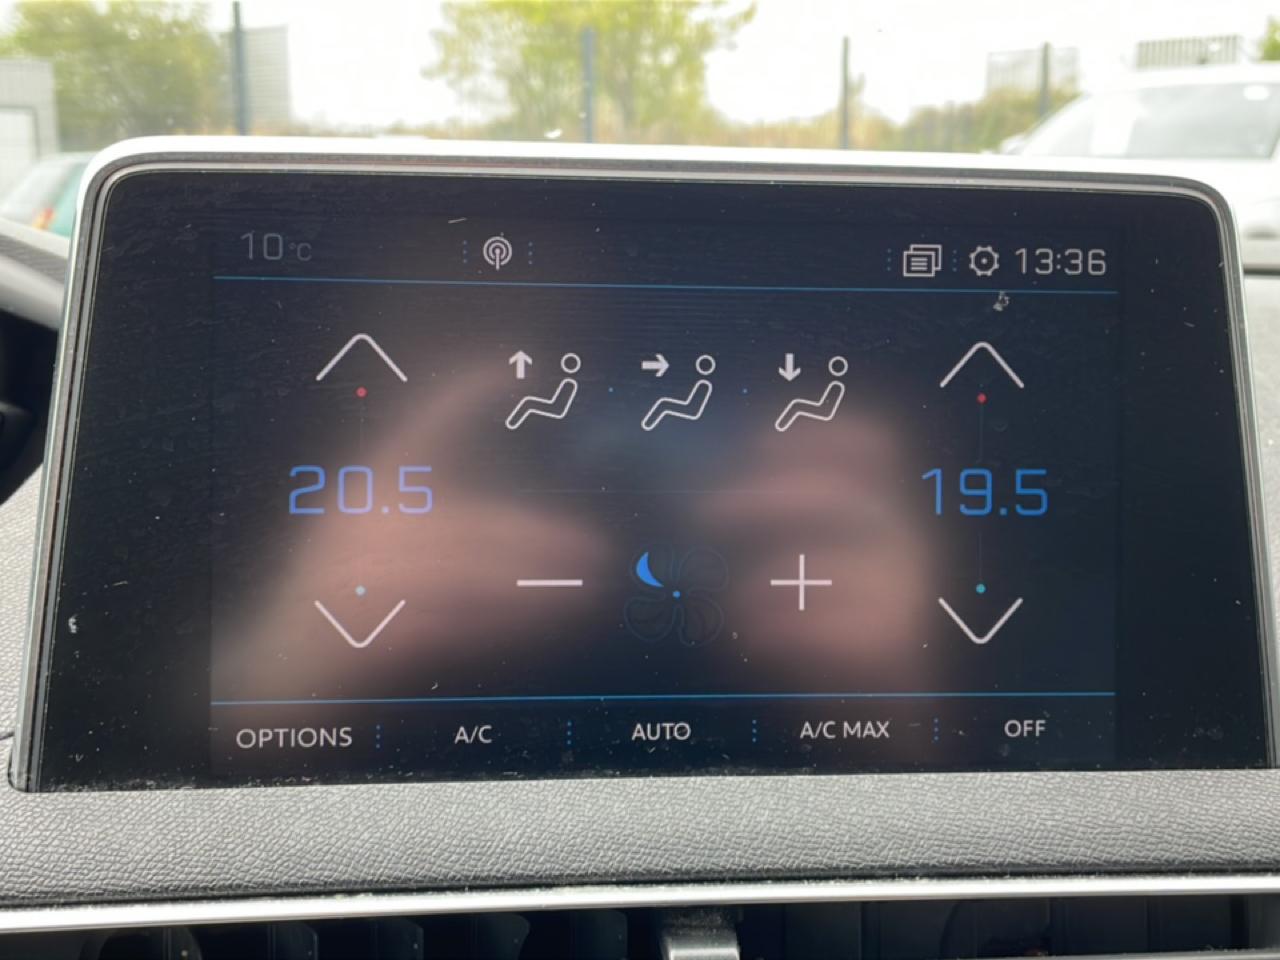 10°C 13:36
20.5 19.5
OPTIONS A/C AUTO A/C MAX OFF